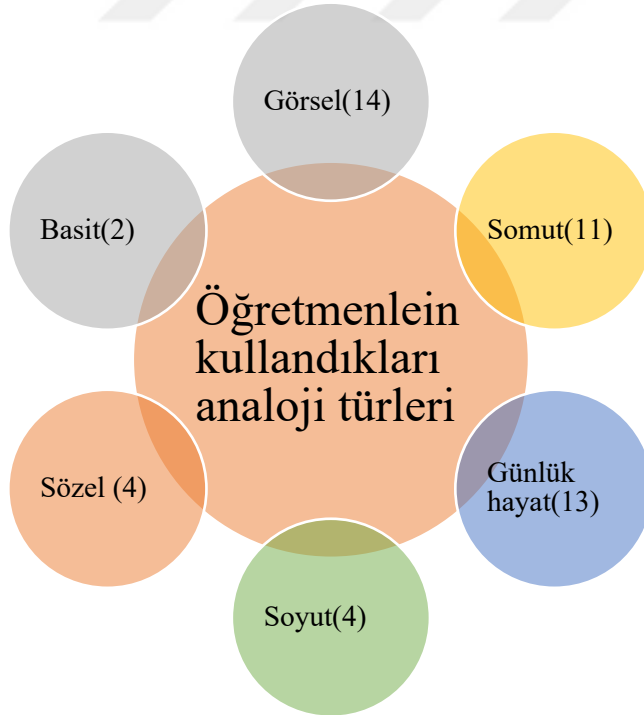 Görsel(14)
Basit(2)
Somut(11)
Öğretmenlein
kullandıkları
analoji türleri
Sözel (4)
Günlük
hayat(13)
Soyut(4)